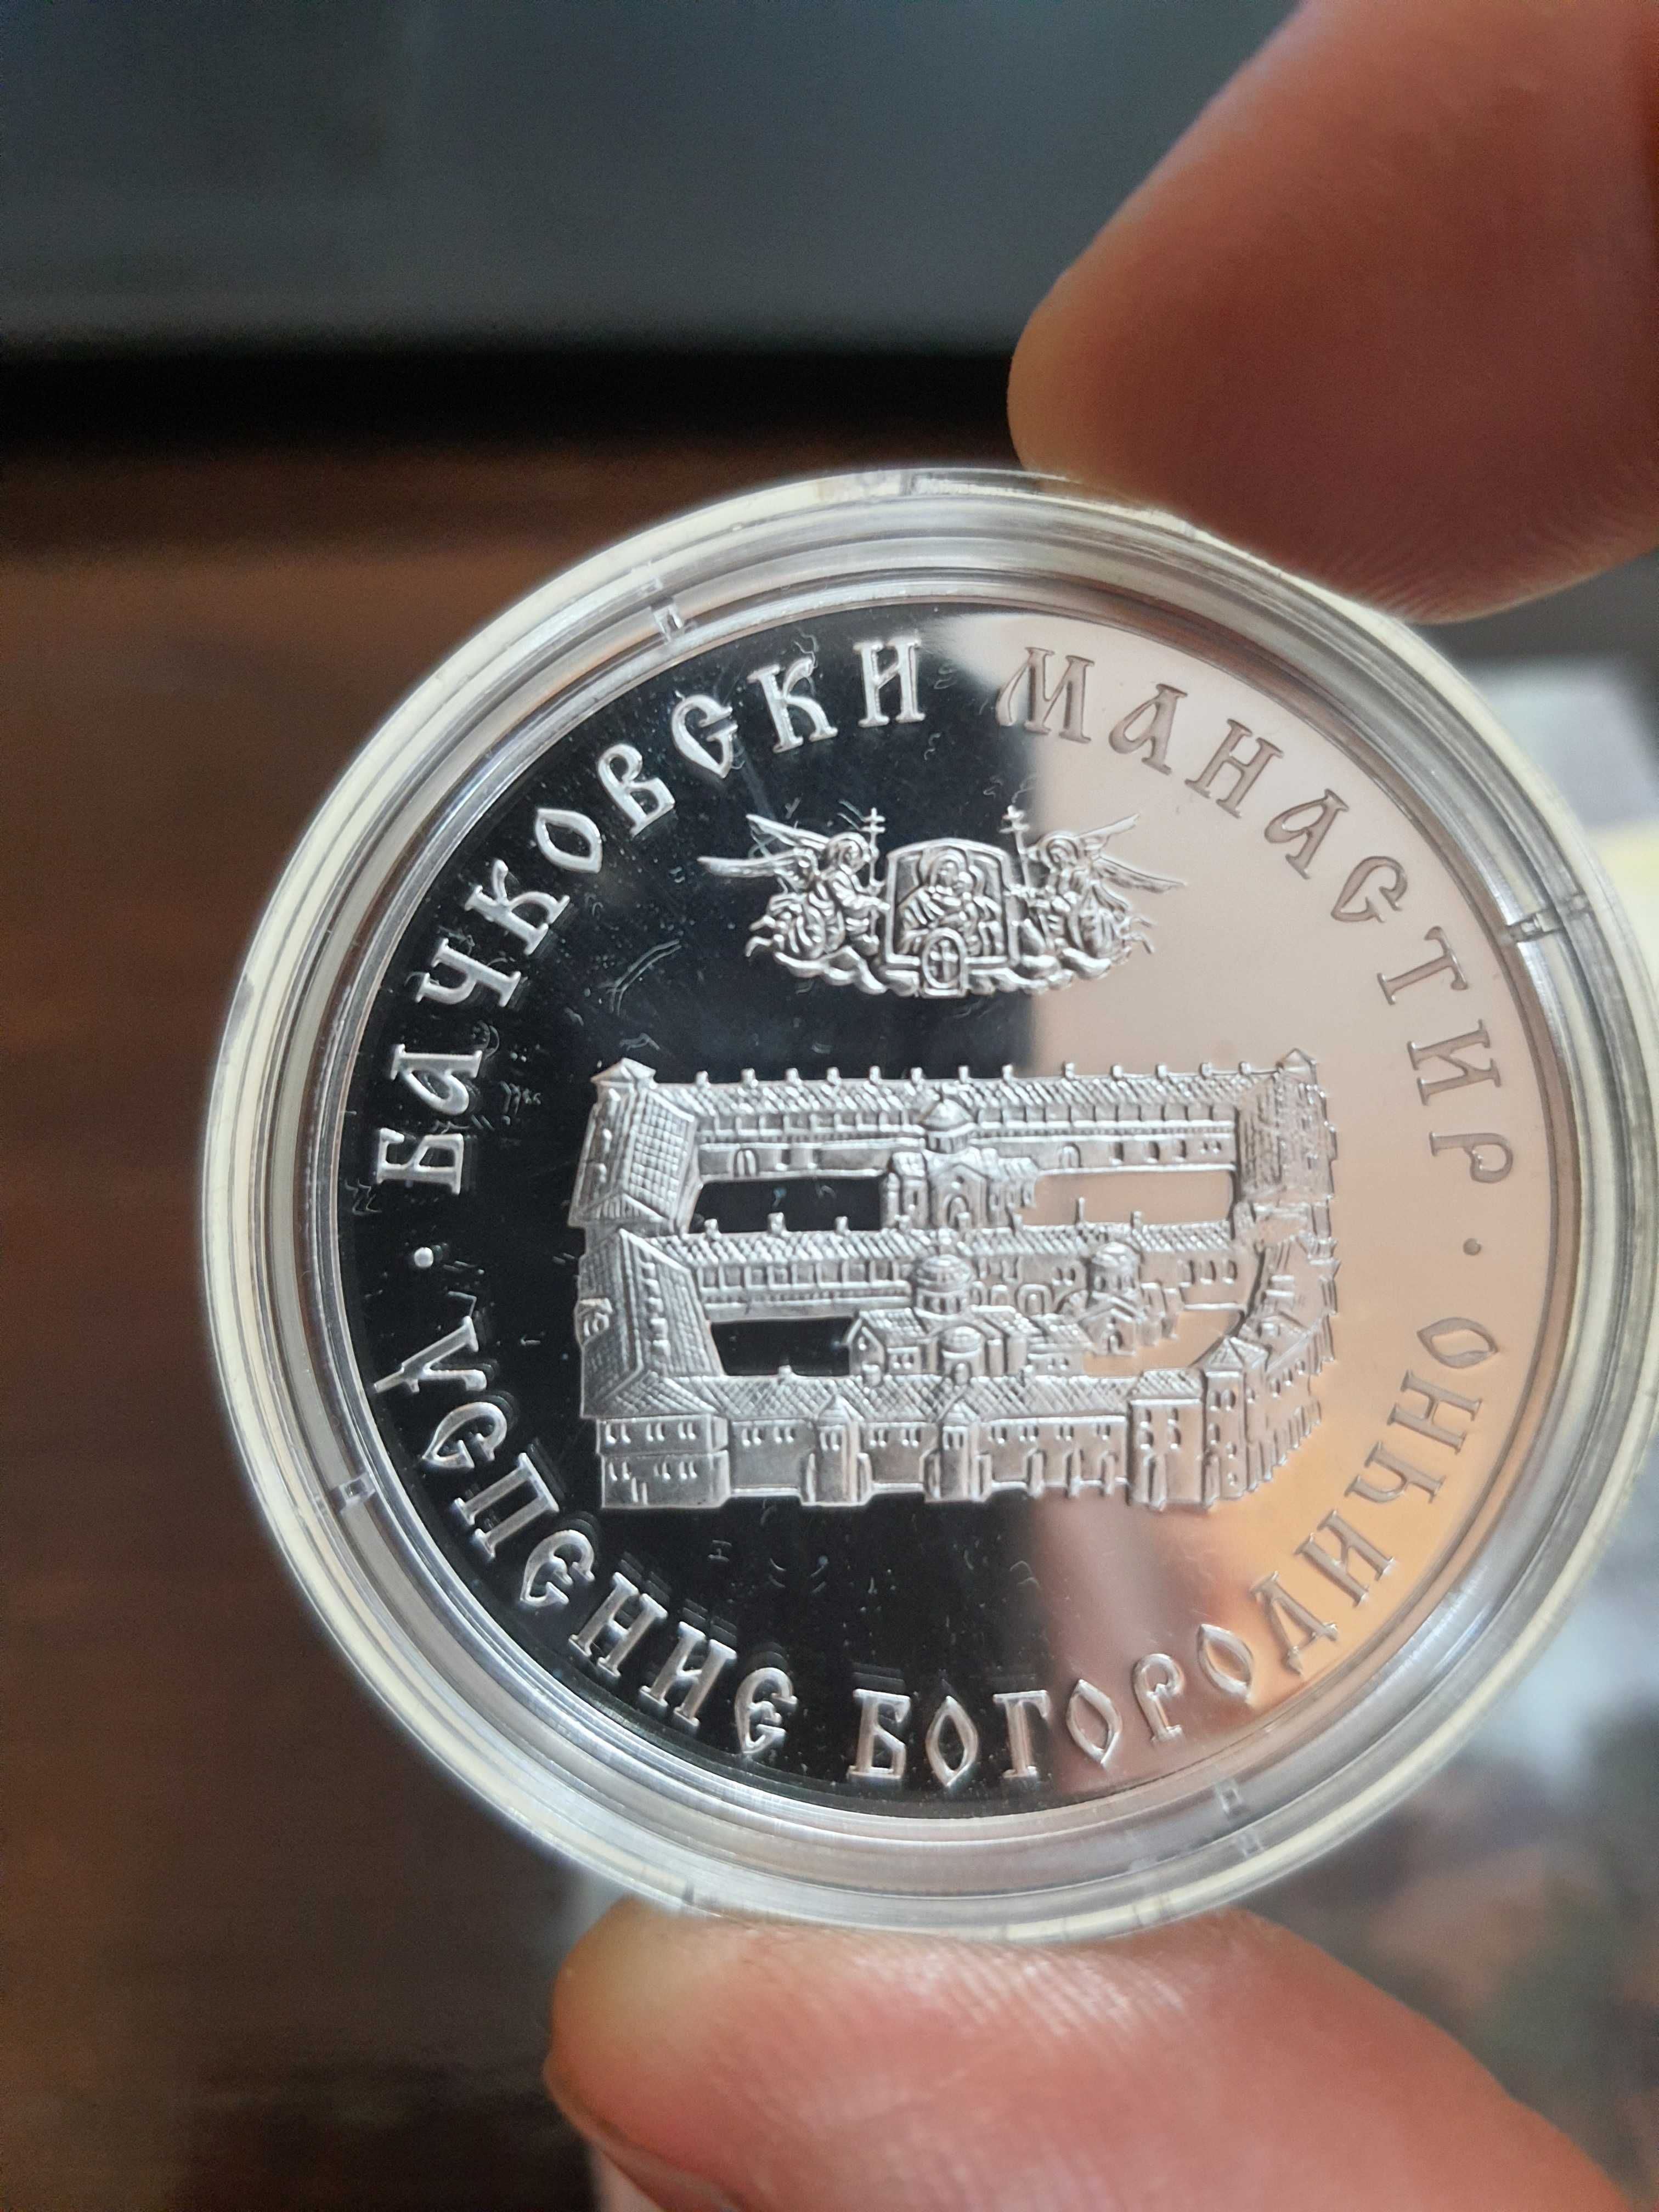 · БАЧКОВСКИ МАНАСТИР ·
УСПЕНИЕ БОГОРОДИЧНО